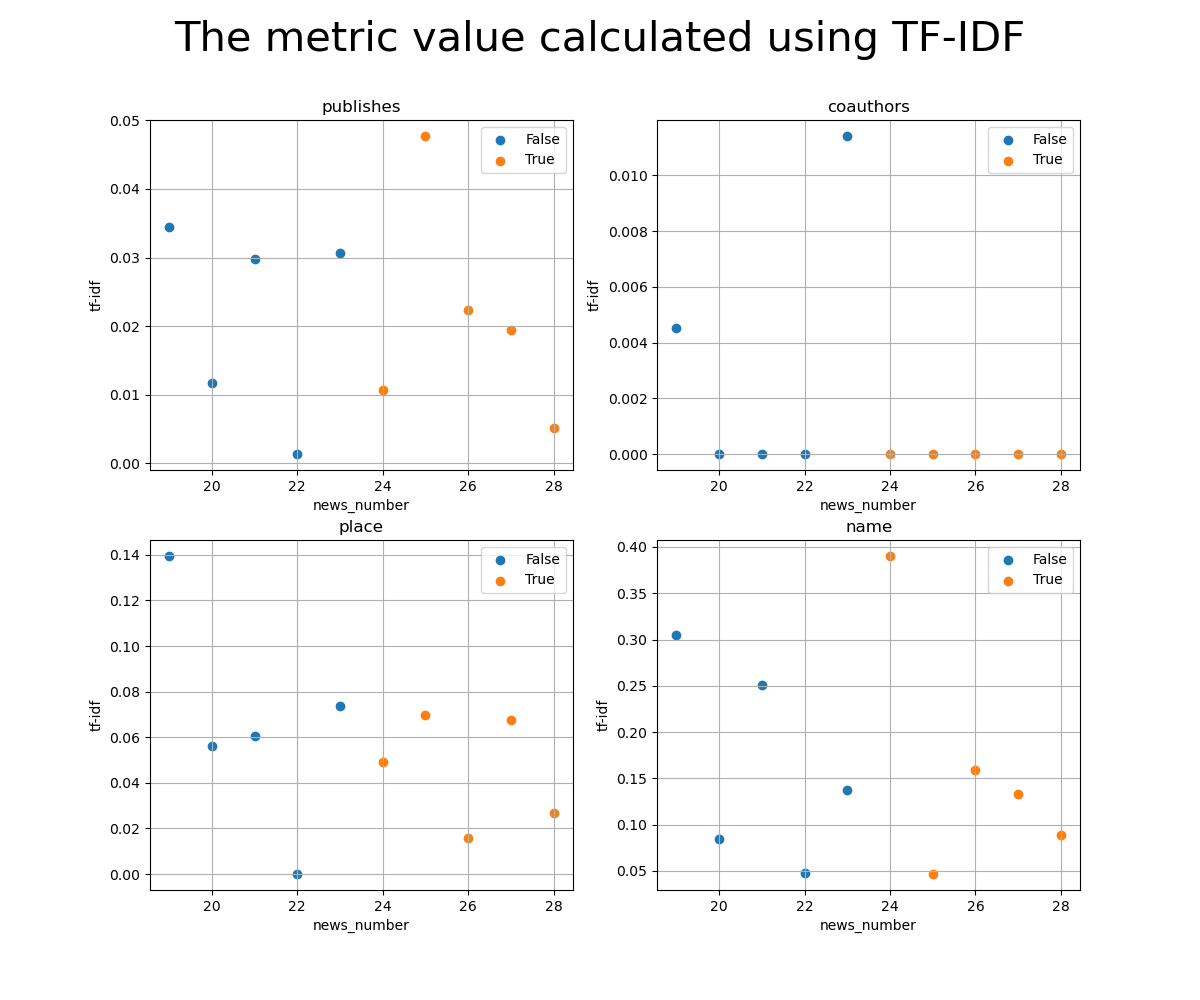 The metric value calculated using TF-IDF
publishes
0.05
0.04
0.03
0.02
0.01
0.00
tf-idf
False
True
20 22 24 26 28
news_number
coauthors
0.010
0.008
0.006
0.004
0.002
0.000
tf-idf
False
True
20 22 24 26 28
news_number
place
0.14
0.12
0.10
0.08
0.06
0.04
0.02
0.00
tf-idf
False
True
20 22 24 26 28
news_number
name
0.40
0.35
0.30
0.25
0.20
0.15
0.10
0.05
tf-idf
False
True
20 22 24 26 28
news_number